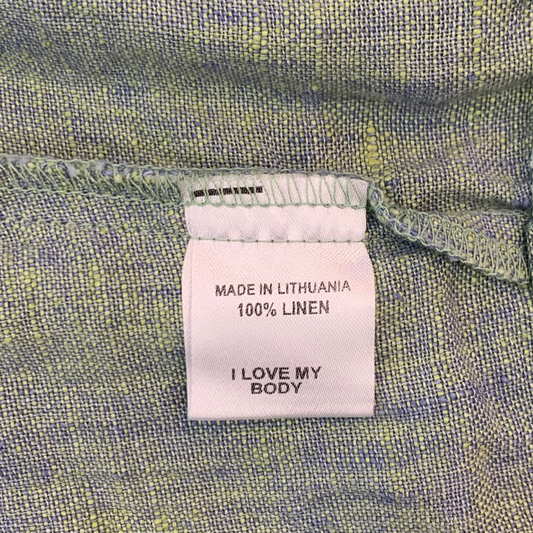 MADE IN LITHUANIA
100% LINEN
I LOVE MY
BODY